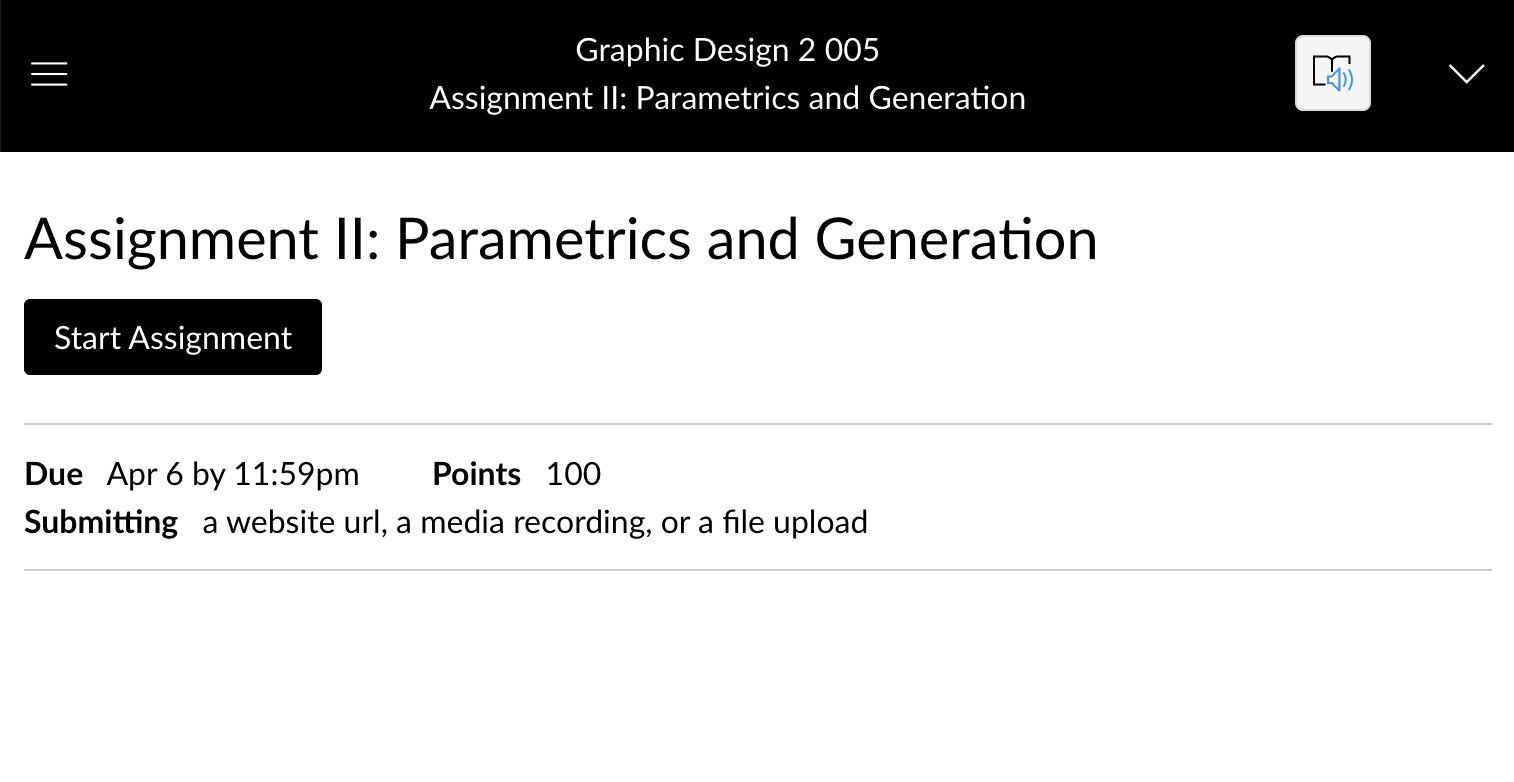 Graphic Design 2 005
Assignment II: Parametrics and Generation
Assignment II: Parametrics and Generation
Start Assignment
Due Apr 6 by 11:59pm Points 100
Submitting a website url, a media recording, or a file upload